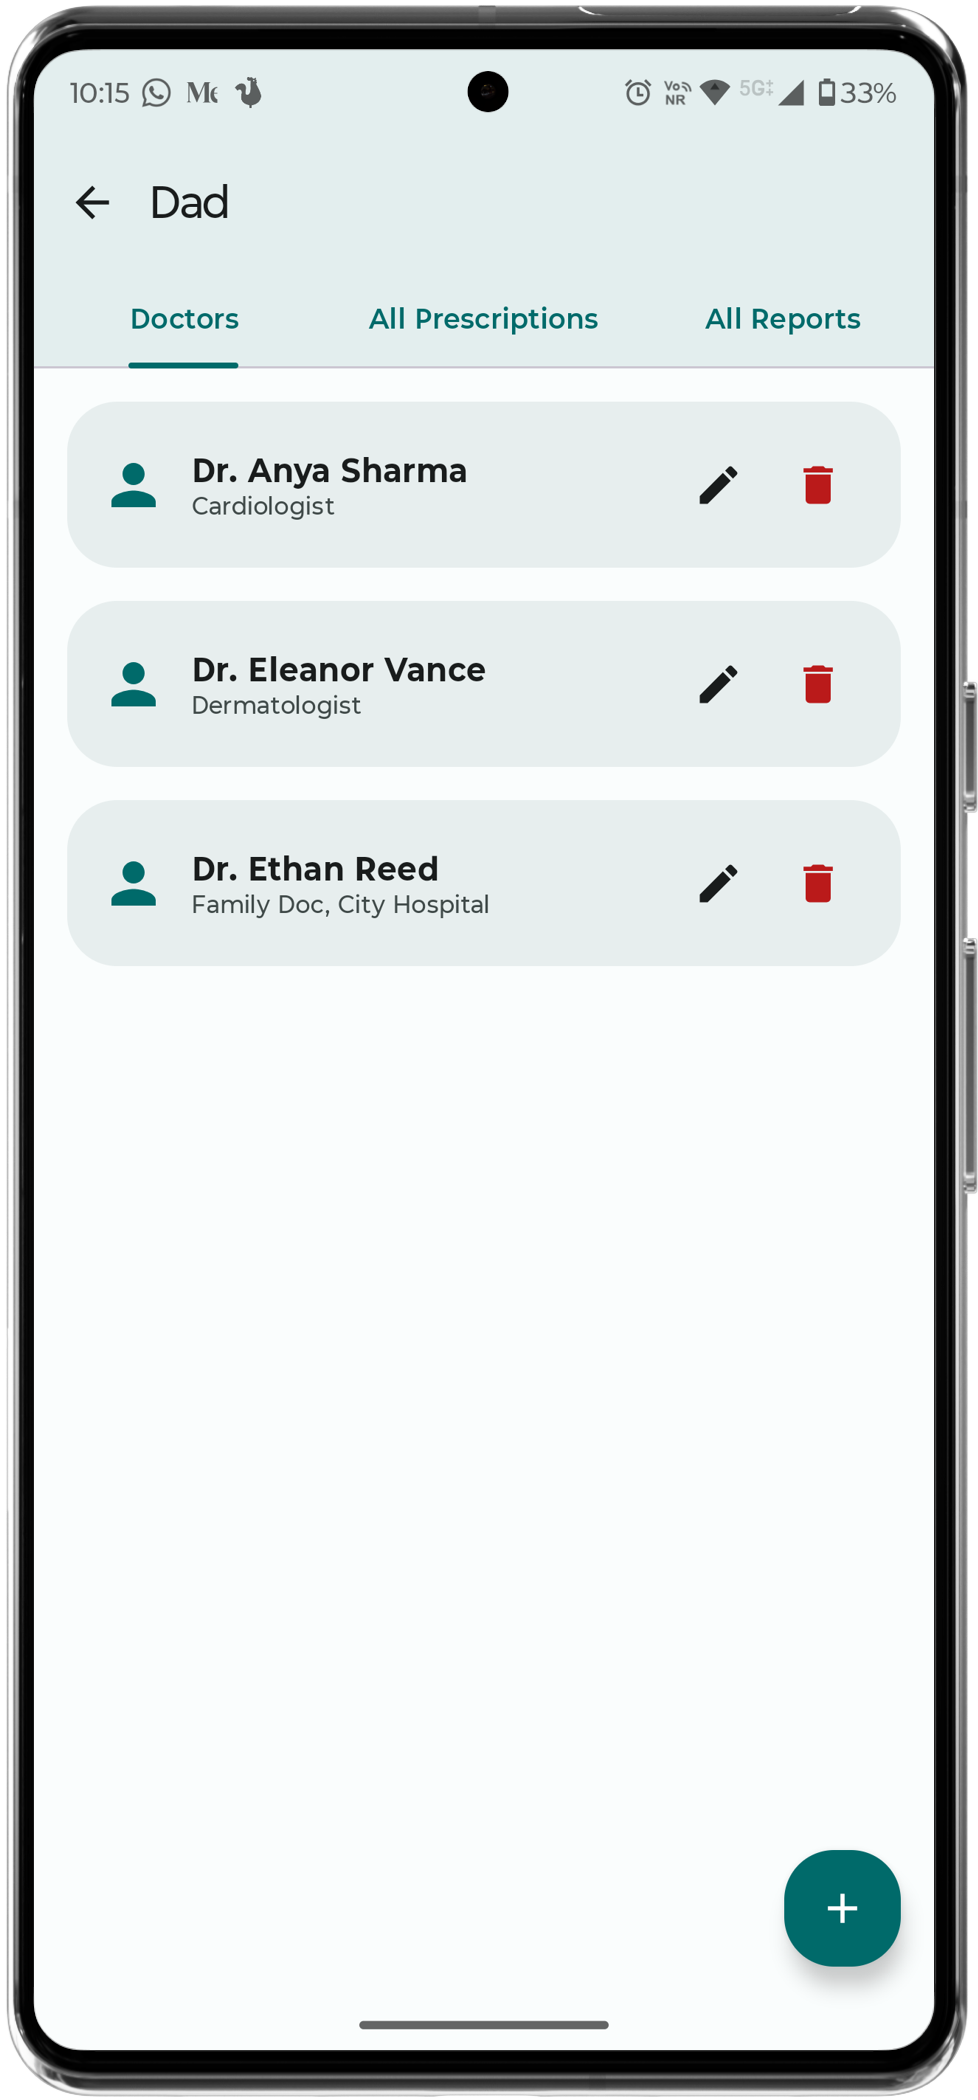 10:15 Me 5G‡ 33%
Vo NR
Dad
Doctors All Prescriptions All Reports
Dr. Anya Sharma
Cardiologist
Dr. Eleanor Vance
Dermatologist
Dr. Ethan Reed
Family Doc, City Hospital